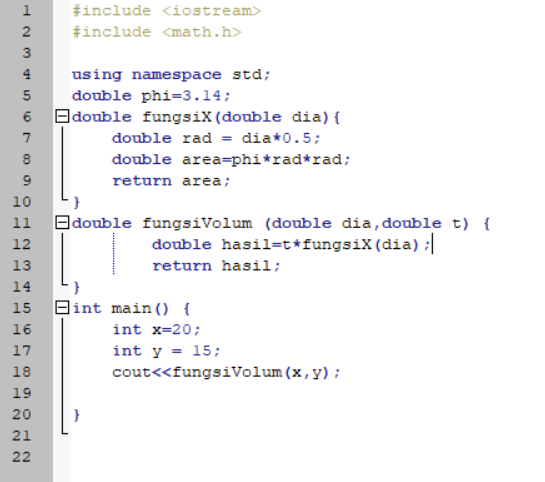 1 #include <iostream>
2 #include <math.h>
3
4 using namespace std;
5 double phi=3.14;
6 double fungsiX(double dia){
7 double rad = dia*0.5;
8 double area=phi*rad*rad;
9 return area;
10 }
11 double fungsiVolum (double dia,double t) {
12 double hasil=t*fungsiX(dia);
13 return hasil;
14 }
15 int main() {
16 int x=20;
17 int y = 15;
18 cout<<fungsiVolum(x,y);
19
20 }
21
22